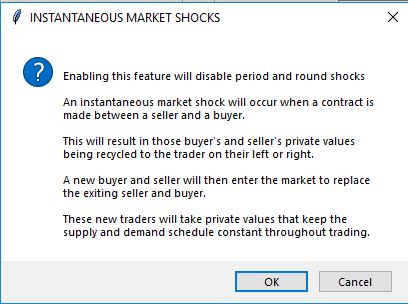 INSTANTANEOUS MARKET SHOCKS
?
Enabling this feature will disable period and round shocks
An instantaneous market shock will occur when a contract is
made between a seller and a buyer.
This will result in those buyer's and seller's private values
being recycled to the trader on their left or right.
A new buyer and seller will then enter the market to replace
the exiting seller and buyer.
These new traders will take private values that keep the
supply and demand schedule constant throughout trading.
OK Cancel